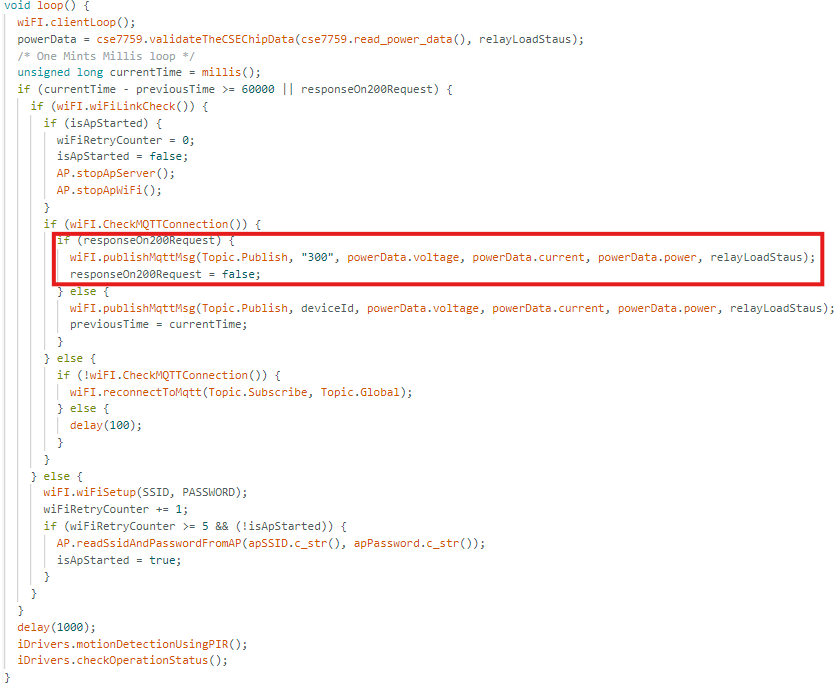 void loop() {
  wiFI.clientLoop();
  powerData = cse7759.validateTheCSEChipData(cse7759.read_power_data(), relayLoadStaus);
  /* One Mints Millis loop */
  unsigned long currentTime = millis();
  if (currentTime - previousTime >= 60000 || responseOn200Request) {
    if (wiFI.wiFiLinkCheck()) {
      if (isApStarted) {
        wiFiRetryCounter = 0;
        isApStarted = false;
        AP.stopApServer();
        AP.stopApWiFi();
      }
      if (wiFI.CheckMQTTConnection()) {
        if (responseOn200Request) {
          wiFI.publishMqttMsg(Topic.Publish, "300", powerData.voltage, powerData.current, powerData.power, relayLoadStaus);
          responseOn200Request = false;
        } else {
          wiFI.publishMqttMsg(Topic.Publish, deviceId, powerData.voltage, powerData.current, powerData.power, relayLoadStaus);
          previousTime = currentTime;
        }
      } else {
        if (!wiFI.CheckMQTTConnection()) {
          wiFI.reconnectToMqtt(Topic.Subscribe, Topic.Global);
        } else {
          delay(100);
        }
      }
    } else {
      wiFI.wiFiSetup(SSID, PASSWORD);
      wiFiRetryCounter += 1;
      if (wiFiRetryCounter >= 5 && (!isApStarted)) {
        AP.readSsidAndPasswordFromAP(apSSID.c_str(), apPassword.c_str());
        isApStarted = true;
      }
    }
  }
  delay(1000);
  iDrivers.motionDetectionUsingPIR();
  iDrivers.checkOperationStatus();
}